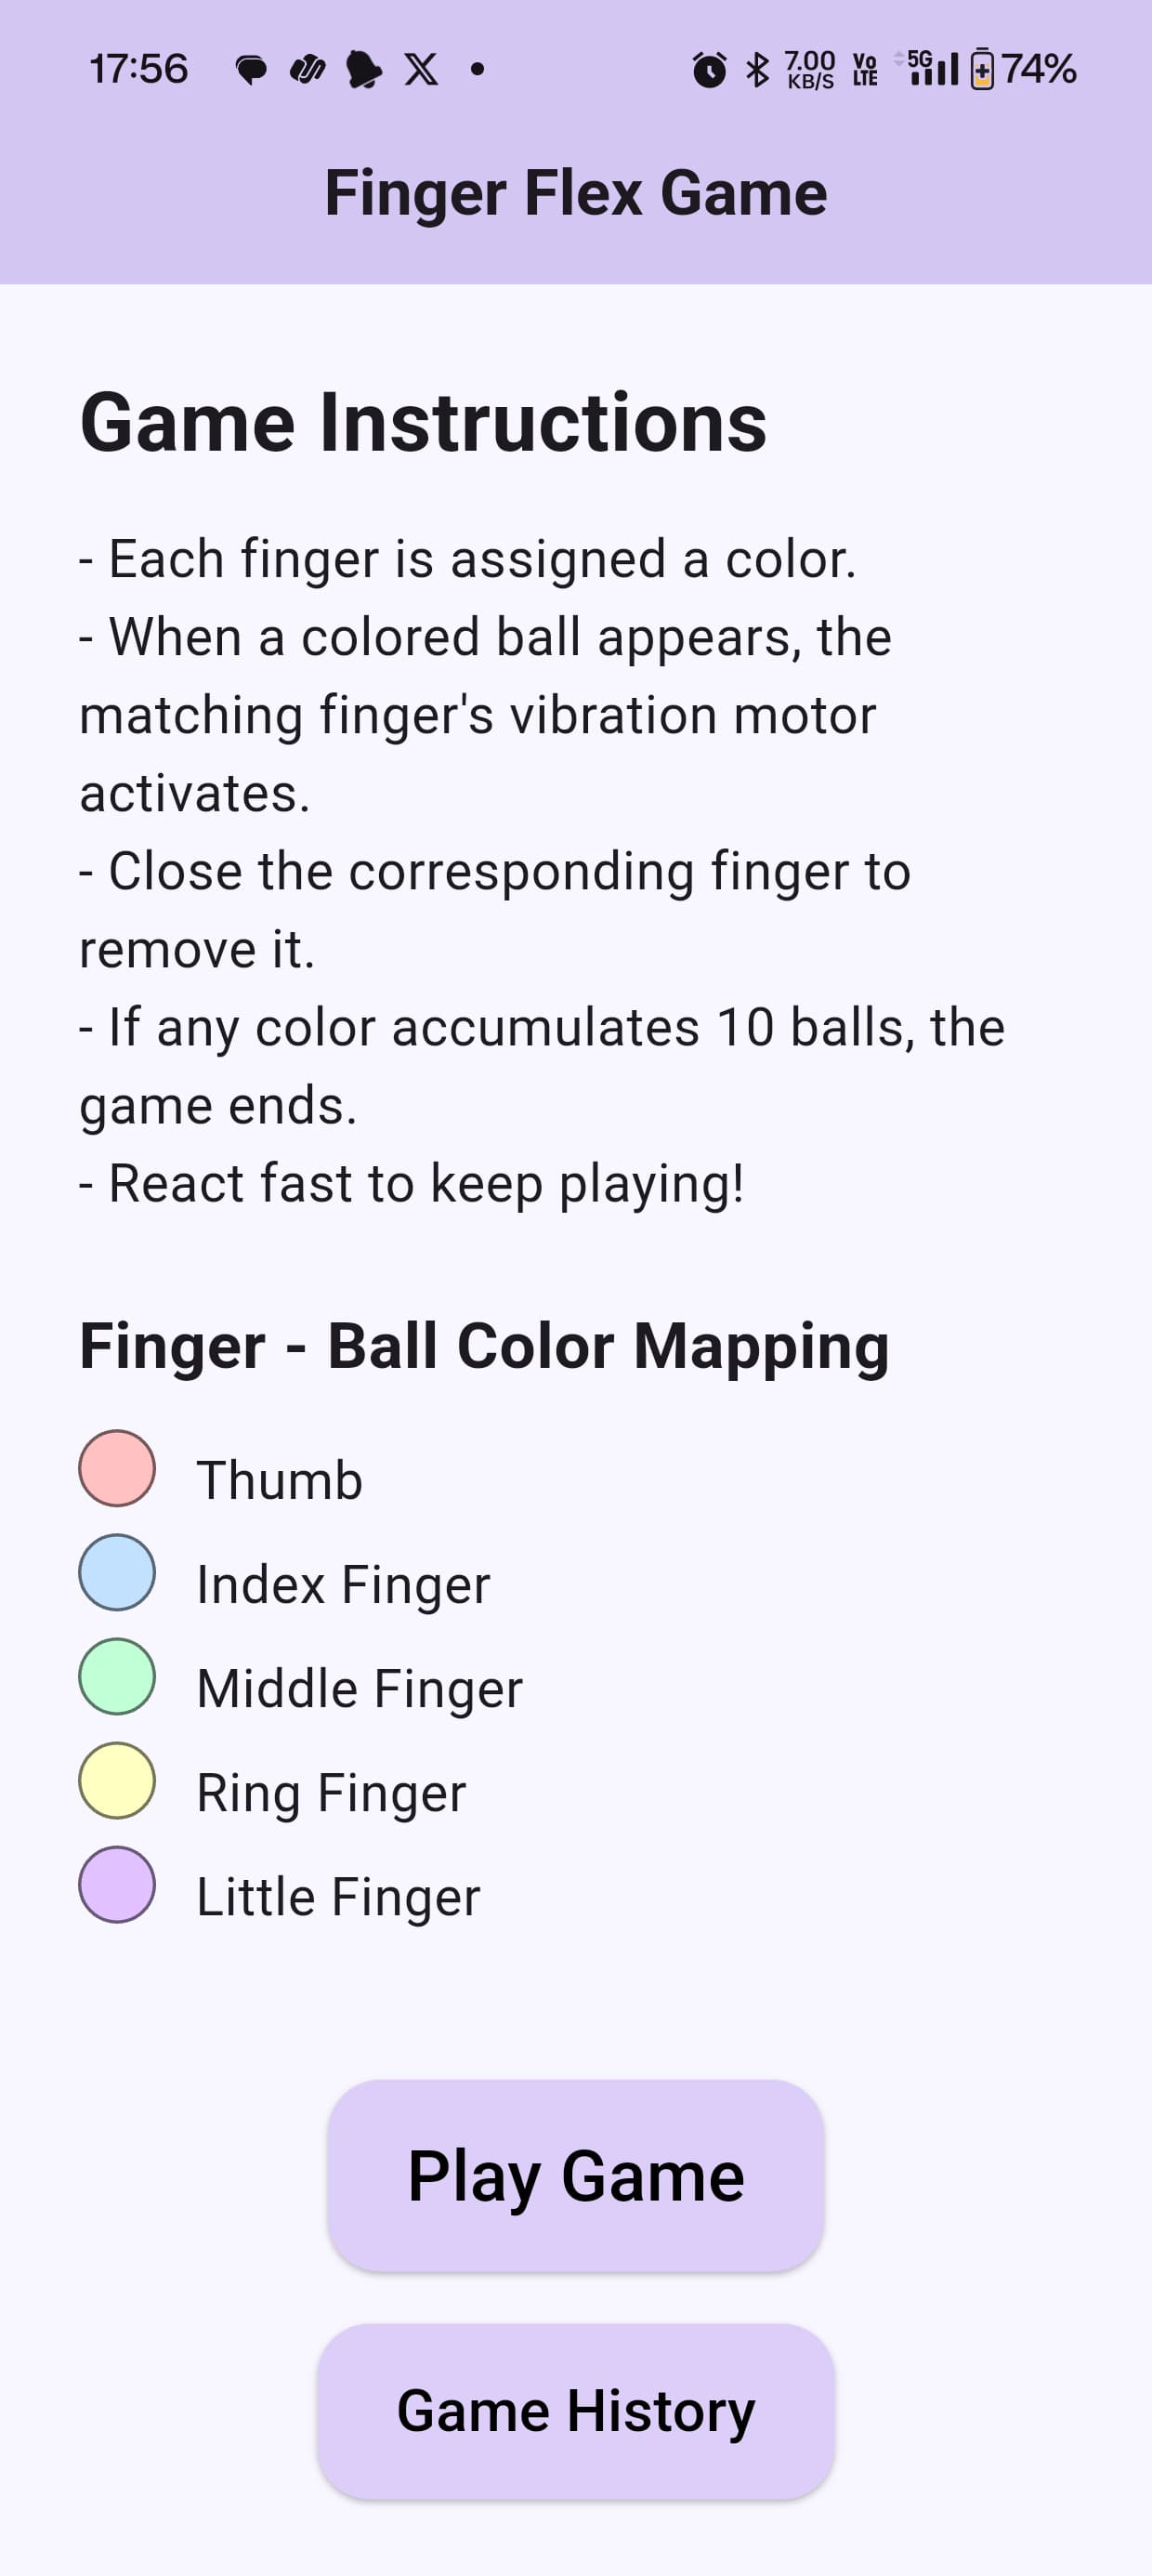 17:56 7.00 KB/S Vo LTE 5G 74%
Finger Flex Game
Game Instructions
- Each finger is assigned a color.
- When a colored ball appears, the
matching finger's vibration motor
activates.
- Close the corresponding finger to
remove it.
- If any color accumulates 10 balls, the
game ends.
- React fast to keep playing!
Finger - Ball Color Mapping
Thumb
Index Finger
Middle Finger
Ring Finger
Little Finger
Play Game
Game History